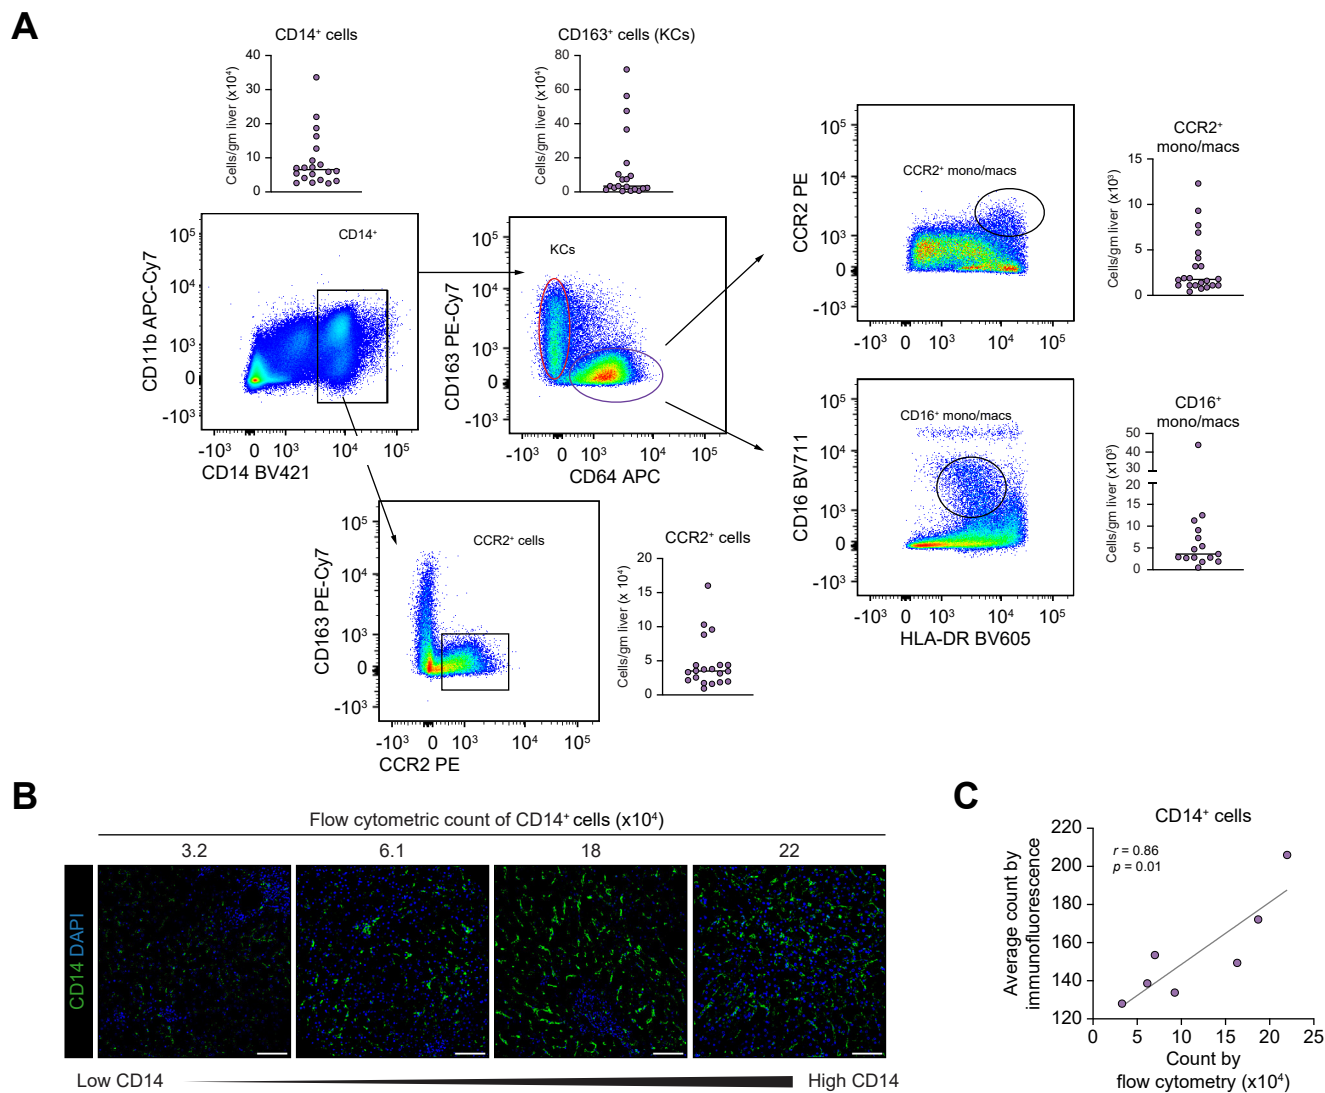 A
CD14⁺ cells
Cells/gm liver (x10⁴)
40
30
20
10
0
CD163⁺ cells (KCs)
Cells/gm liver (x10⁴)
80
60
40
20
0
CD11b APC-Cy7
10⁵
10⁴
10³
0
-10³
CD14⁺
-10³ 0 10³ 10⁴ 10⁵
CD14 BV421
CD163 PE-Cy7
10⁵
10⁴
10³
0
-10³
KCs
-10³ 0 10³ 10⁴ 10⁵
CD64 APC
CCR2 PE
10⁵
10⁴
10³
0
-10³
CCR2⁺ mono/macs
-10³ 0 10³ 10⁴ 10⁵
CCR2⁺
mono/macs
Cells/gm liver (x10³)
15
10
5
0
CD16 BV711
10⁵
10⁴
10³
0
-10³
CD16⁺ mono/macs
-10³ 0 10³ 10⁴ 10⁵
HLA-DR BV605
CD16⁺
mono/macs
Cells/gm liver (x10³)
50
40
30
20
15
10
5
0
CD163 PE-Cy7
10⁵
10⁴
10³
0
-10³
CCR2⁺ cells
-10³ 0 10³ 10⁴ 10⁵
CCR2 PE
CCR2⁺ cells
Cells/gm liver (x 10⁴)
20
15
10
5
0
B
Flow cytometric count of CD14⁺ cells (x10⁴)
3.2 6.1 18 22
CD14 DAPI
Low CD14 High CD14
C
CD14⁺ cells
r = 0.86
p = 0.01
Average count by
immunofluorescence
220
200
180
160
140
120
0 5 10 15 20 25
Count by
flow cytometry (x10⁴)